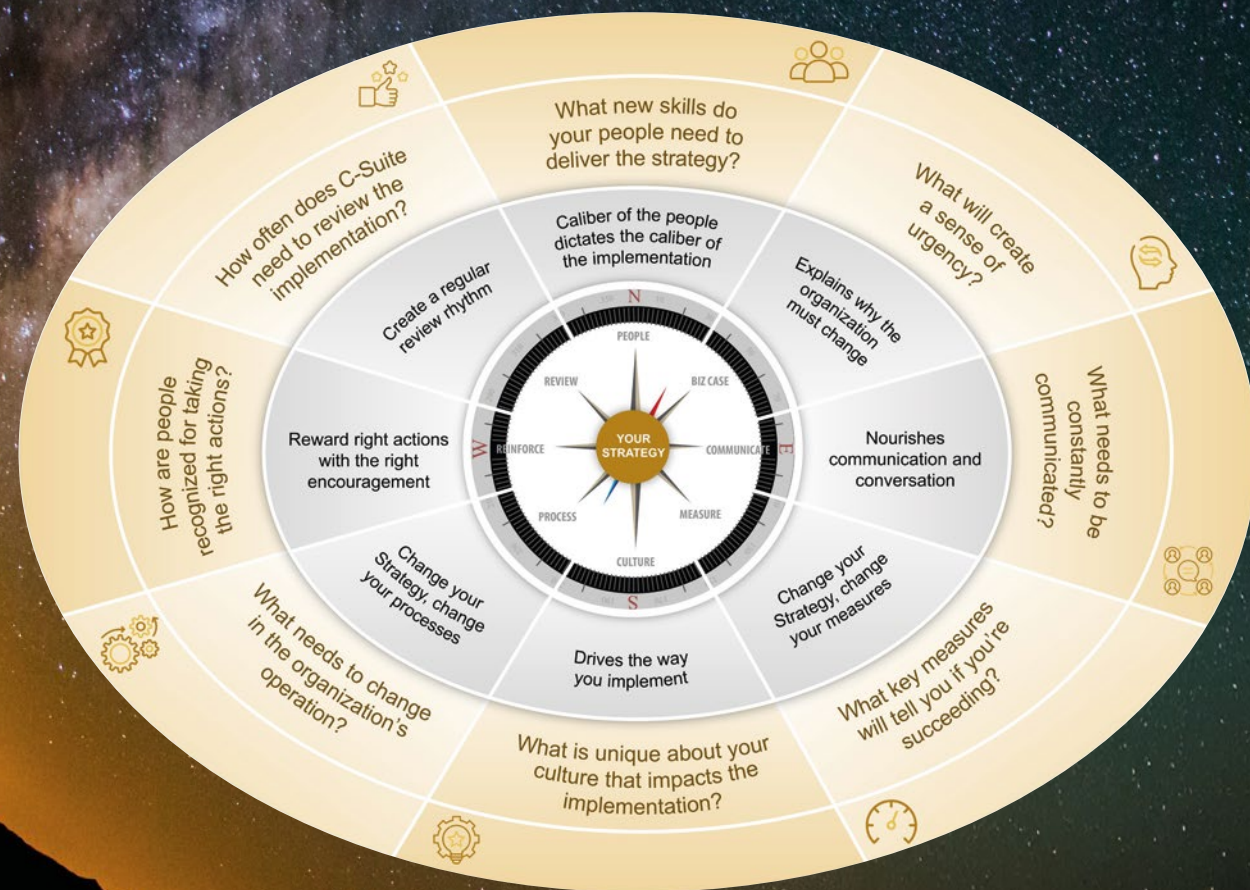 What new skills do
your people need to
deliver the strategy?
What will create
a sense of
urgency?
What needs to be
constantly
communicated?
What key measures
will tell you if you're
succeeding?
What is unique about your
culture that impacts the
implementation?
What needs to change
in the organization's
operation?
How are people
recognized for taking
the right actions?
How often does C-Suite
need to review the
implementation?
Caliber of the people
dictates the caliber of
the implementation
Explains why the
organization
must change
Nourishes
communication and
conversation
Change your
Strategy, change
your measures
Drives the way
you implement
Change your
Strategy, change
your processes
Reward right actions
with the right
encouragement
Create a regular
review rhythm
N
E
S
W
PEOPLE
BIZ CASE
COMMUNICATE
MEASURE
CULTURE
PROCESS
REINFORCE
REVIEW
YOUR
STRATEGY